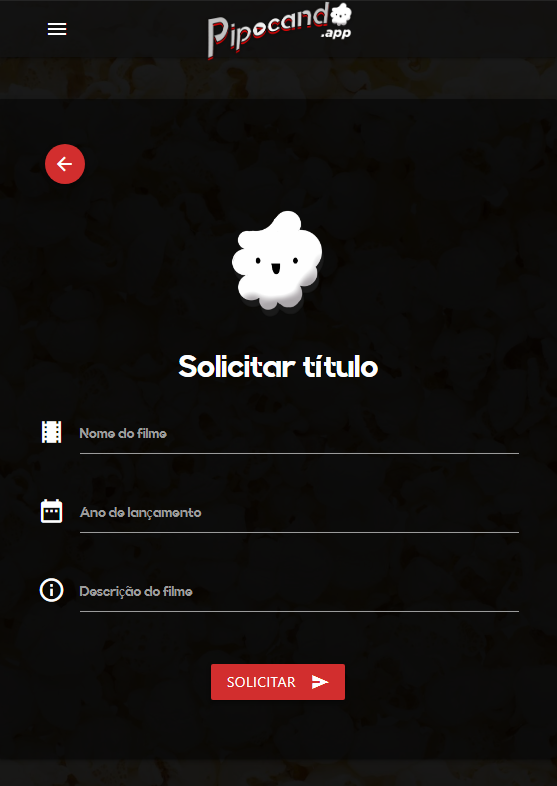 Pipocando
.app
Solicitar título
Nome do filme
Ano de lançamento
Descrição do filme
SOLICITAR